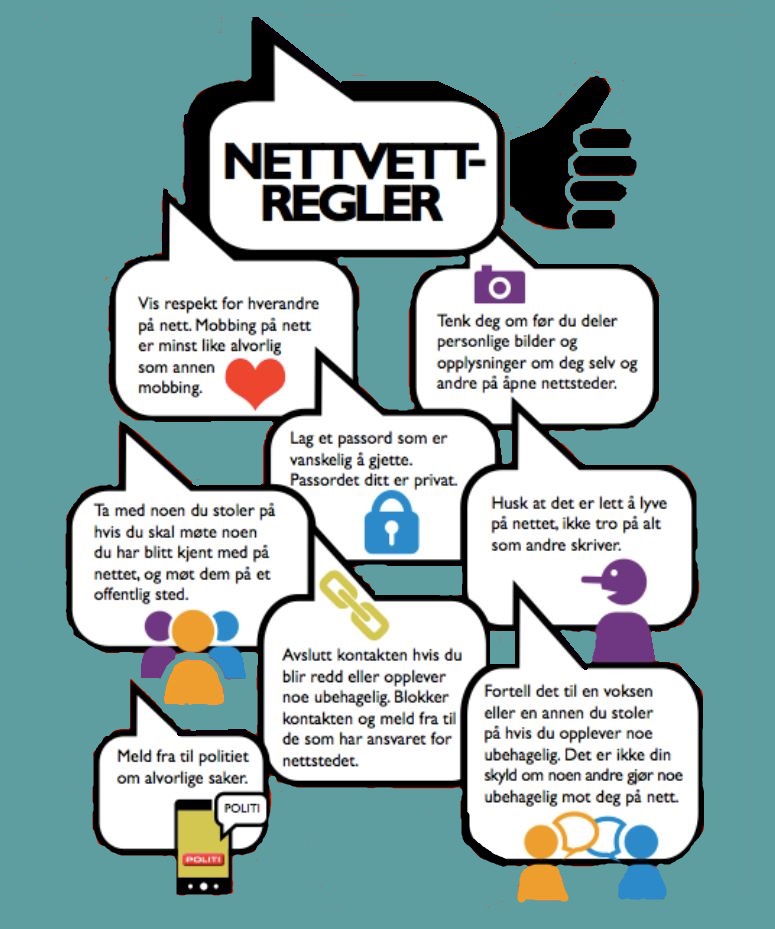 NETTVETT-
REGLER
Vis respekt for hverandre
på nett. Mobbing på nett
er minst like alvorlig
som annen
mobbing.
Tenk deg om før du deler
personlige bilder og
opplysninger om deg selv og
andre på åpne nettsteder.
Lag et passord som er
vanskelig å gjette.
Passordet ditt er privat.
Ta med noen du stoler på
hvis du skal møte noen
du har blitt kjent med på
nettet, og møt dem på et
offentlig sted.
Husk at det er lett å lyve
på nettet, ikke tro på alt
som andre skriver.
Avslutt kontakten hvis du
blir redd eller opplever
noe ubehagelig. Blokker
kontakten og meld fra til
de som har ansvaret for
nettstedet.
Fortell det til en voksen
eller en annen du stoler
på hvis du opplever noe
ubehagelig. Det er ikke din
skyld om noen andre gjør noe
ubehagelig mot deg på nett.
Meld fra til politiet
om alvorlige saker.
POLITI
POLITI